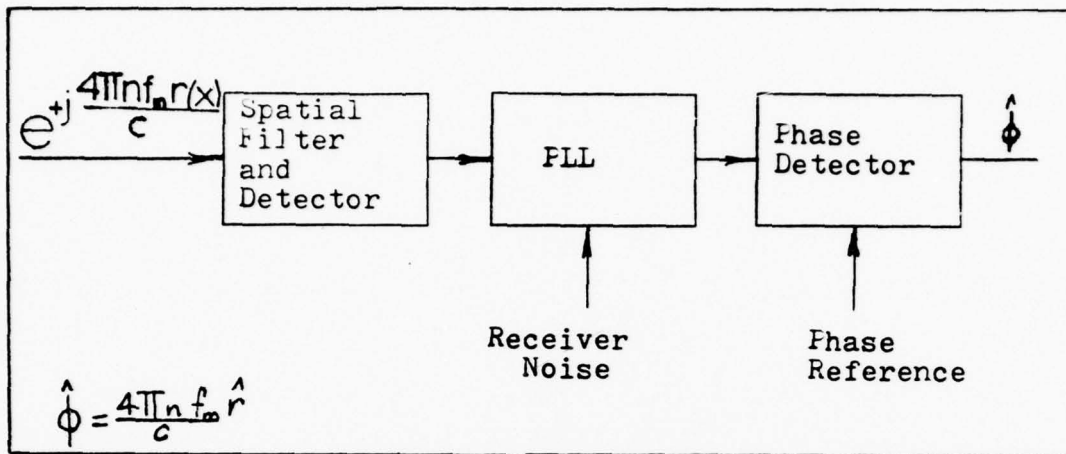 e^{+j 4πnf_m r(x)/c}
Spatial
Filter
and
Detector
PLL
Phase
Detector
φ̂
Receiver
Noise
Phase
Reference
φ̂ = 4πn f_m r̂ / c